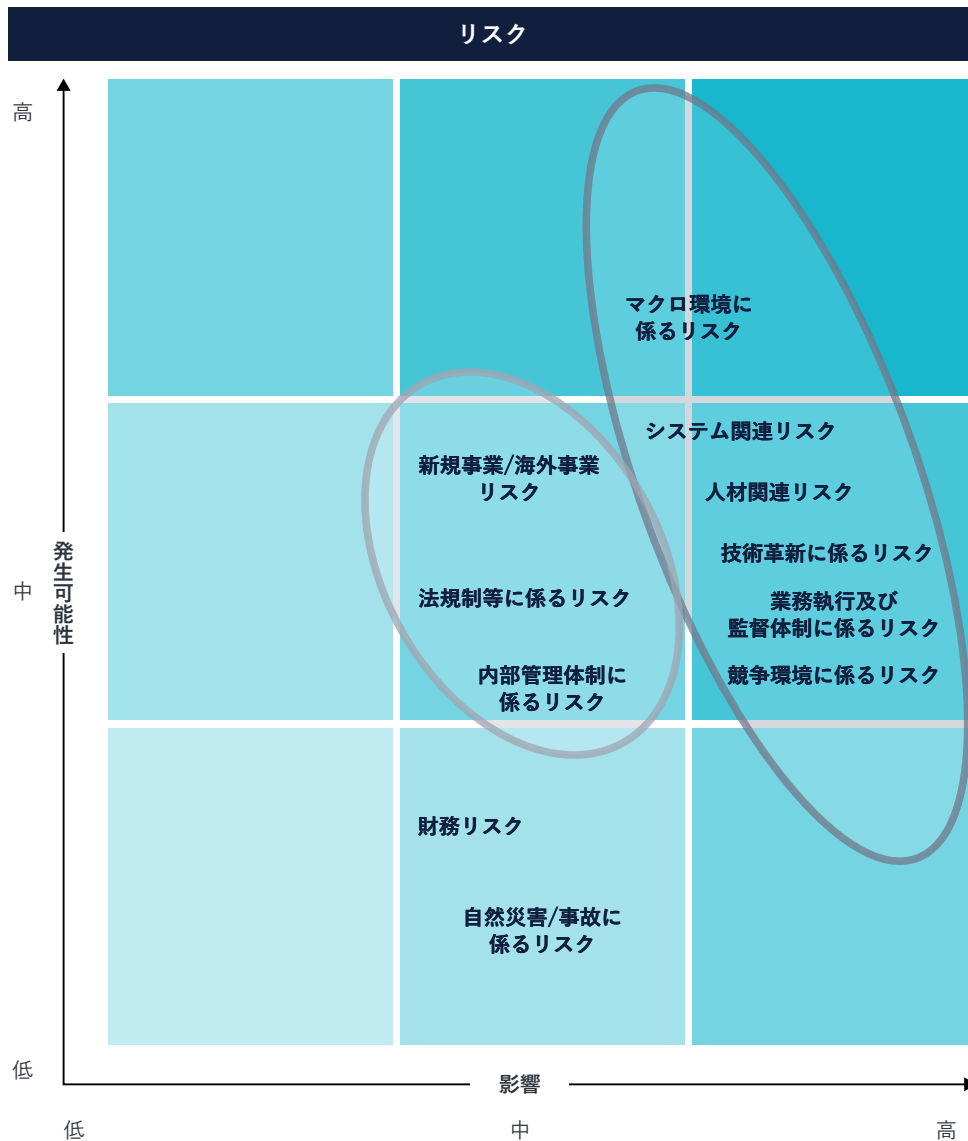 リスク
高
マクロ環境に
係るリスク
システム関連リスク
新規事業/海外事業
リスク
人材関連リスク
技術革新に係るリスク
中
発生可能性
法規制等に係るリスク
業務執行及び
監督体制に係るリスク
内部管理体制に
係るリスク
競争環境に係るリスク
財務リスク
自然災害/事故に
係るリスク
低
影響
低
中
高